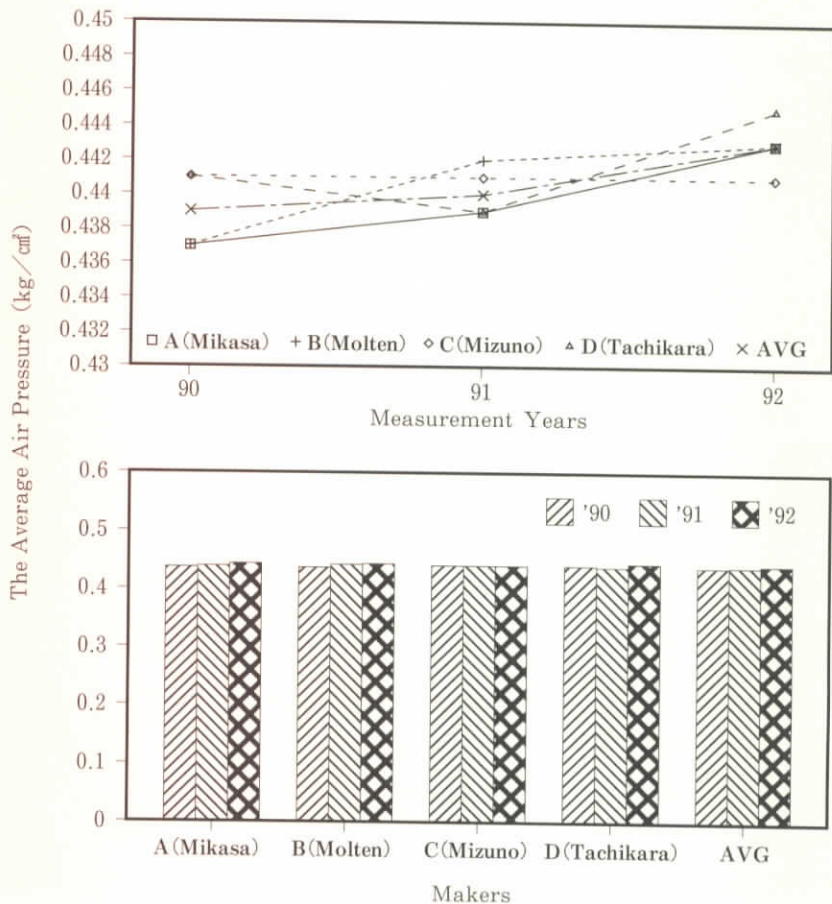 The Average Air Pressure (kg/㎠)
0.45
0.448
0.446
0.444
0.442
0.44
0.438
0.436
0.434
0.432
0.43
A(Mikasa) B(Molten) C(Mizuno) D(Tachikara) AVG
90 91 92
Measurement Years
0.6
0.5
0.4
0.3
0.2
0.1
0
'90 '91 '92
A(Mikasa) B(Molten) C(Mizuno) D(Tachikara) AVG
Makers